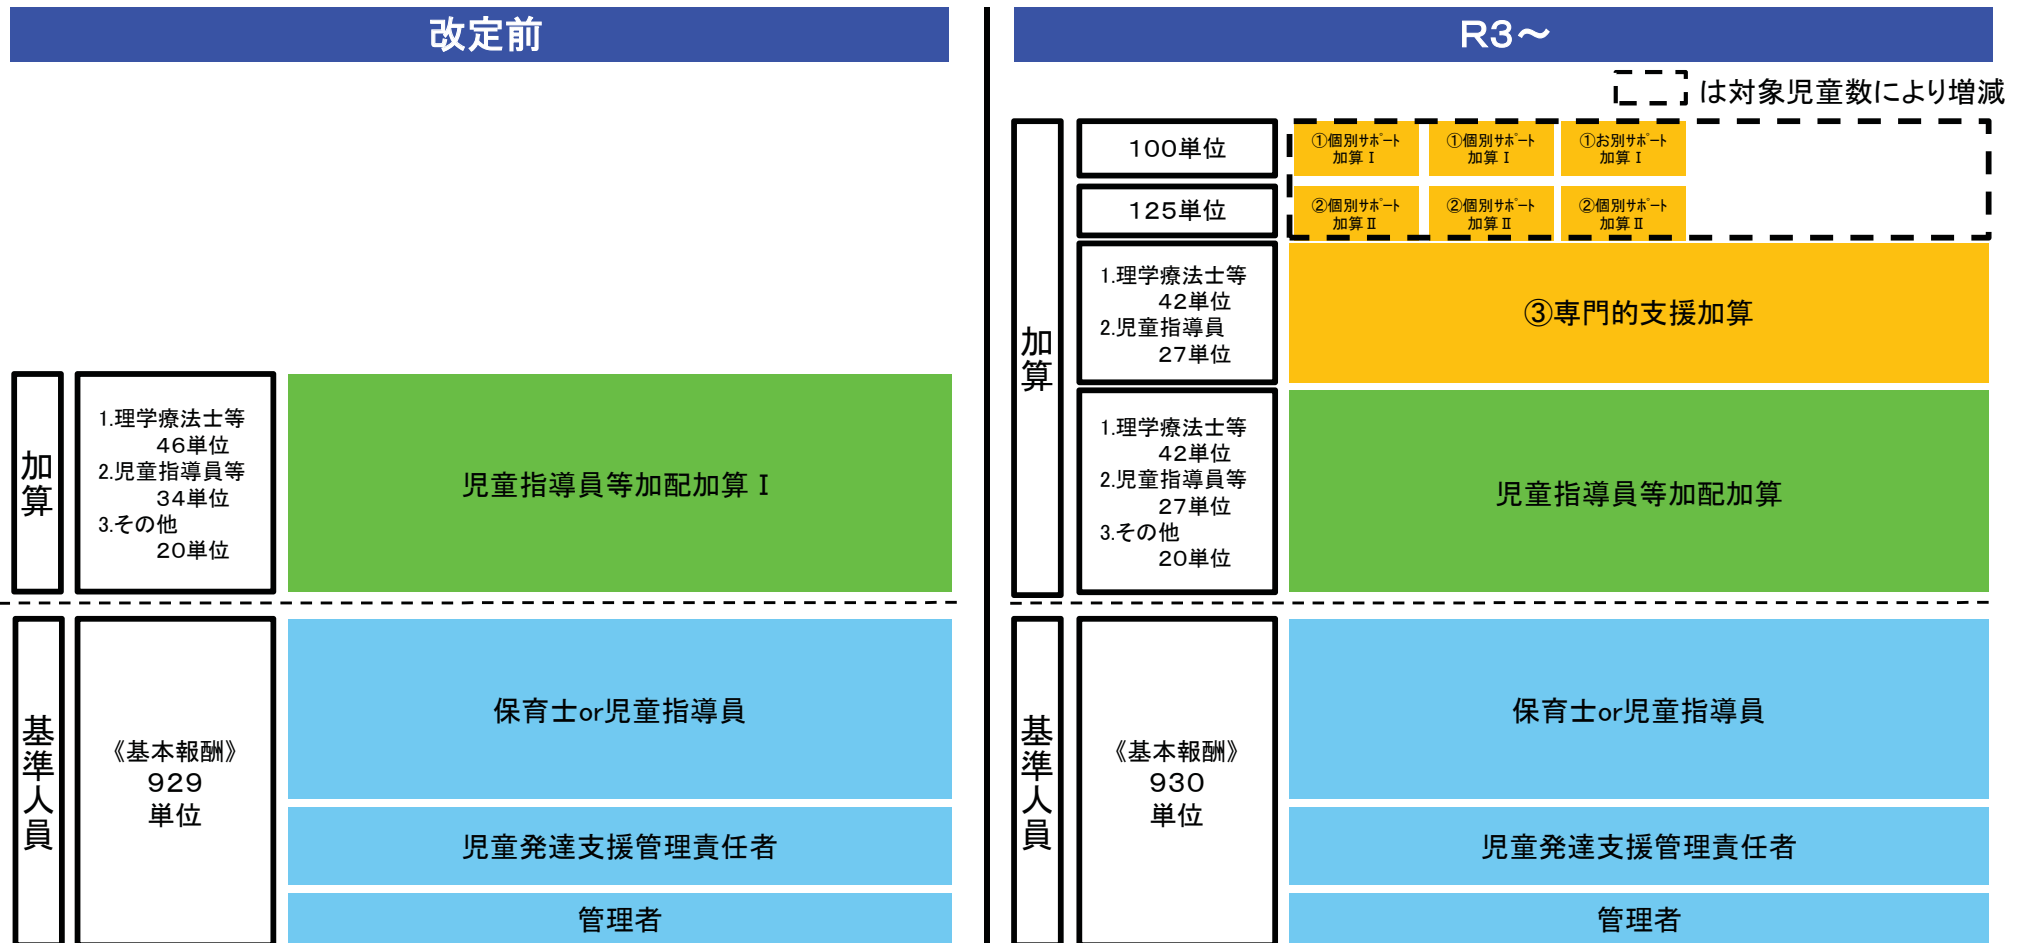 改定前
加算
1.理学療法士等
46単位
2.児童指導員等
34単位
3.その他
20単位
児童指導員等加配加算Ⅰ
基準人員
《基本報酬》
929
単位
保育士or児童指導員
児童発達支援管理責任者
管理者
R3～
は対象児童数により増減
加算
100単位
①個別サポート
加算Ⅰ
①個別サポート
加算Ⅰ
①お別サポート
加算Ⅰ
125単位
②個別サポート
加算Ⅱ
②個別サポート
加算Ⅱ
②個別サポート
加算Ⅱ
1.理学療法士等
42単位
2.児童指導員
27単位
③専門的支援加算
1.理学療法士等
42単位
2.児童指導員等
27単位
3.その他
20単位
児童指導員等加配加算
基準人員
《基本報酬》
930
単位
保育士or児童指導員
児童発達支援管理責任者
管理者